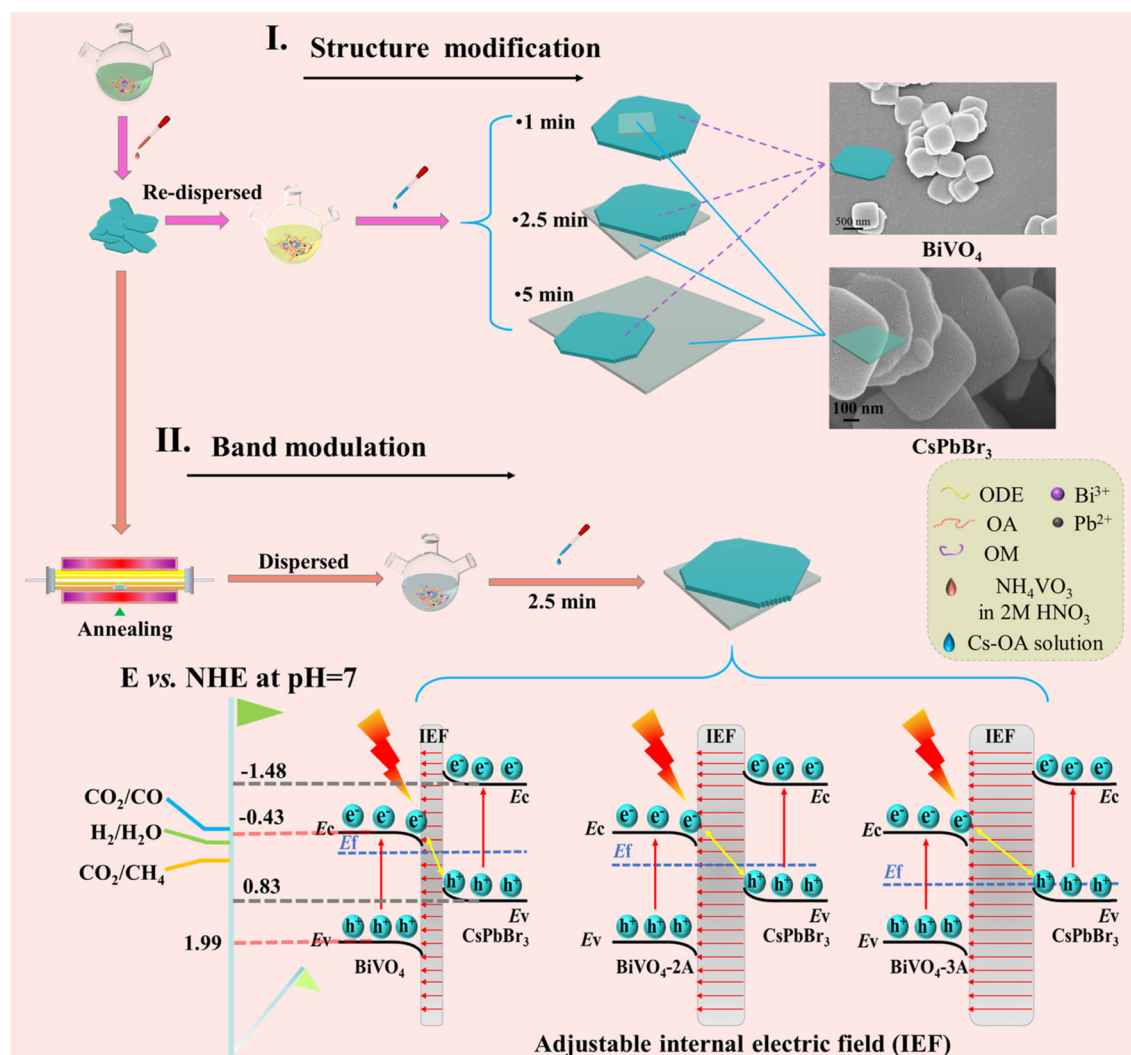 I. Structure modification
•1 min
Re-dispersed
•2.5 min
500 nm
BiVO₄
•5 min
100 nm
CsPbBr₃
II. Band modulation
ODE
Bi³⁺
OA
Pb²⁺
OM
NH₄VO₃
in 2M HNO₃
Cs-OA solution
Dispersed
2.5 min
Annealing
E vs. NHE at pH=7
IEF
IEF
IEF
-1.48
e⁻ e⁻ e⁻
e⁻ e⁻ e⁻
e⁻ e⁻ e⁻
Ec
Ec
Ec
CO₂/CO
-0.43
H₂/H₂O
CO₂/CH₄
Ec
e⁻ e⁻ e⁻
Ec
e⁻ e⁻ e⁻
Ec
e⁻ e⁻ e⁻
Ef
Ef
Ef
0.83
h⁺ h⁺ h⁺
h⁺ h⁺ h⁺
h⁺ h⁺ h⁺
Ev
Ev
Ev
CsPbBr₃
CsPbBr₃
CsPbBr₃
1.99
Ev
h⁺ h⁺ h⁺
Ev
h⁺ h⁺ h⁺
Ev
h⁺ h⁺ h⁺
BiVO₄
BiVO₄-2A
BiVO₄-3A
Adjustable internal electric field (IEF)